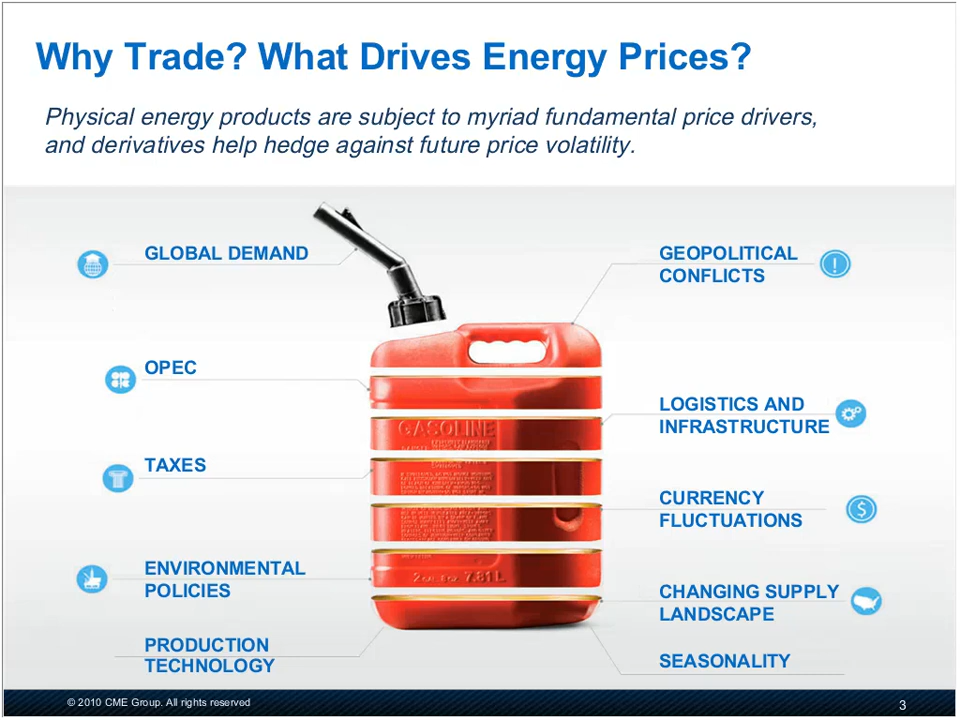 Why Trade? What Drives Energy Prices?
Physical energy products are subject to myriad fundamental price drivers,
and derivatives help hedge against future price volatility.
GLOBAL DEMAND
GEOPOLITICAL
CONFLICTS
OPEC
LOGISTICS AND
INFRASTRUCTURE
GASOLINE
TAXES
CURRENCY
FLUCTUATIONS
ENVIRONMENTAL
POLICIES
7.81L
CHANGING SUPPLY
LANDSCAPE
PRODUCTION
TECHNOLOGY
SEASONALITY
© 2010 CME Group. All rights reserved
3